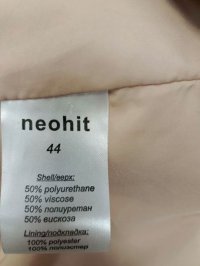 neohit
44
Shell/верх:
50% polyurethane
50% viscose
50% полиуретан
50% вискоза
Lining/подкладка:
100% polyester
100% полиэстер